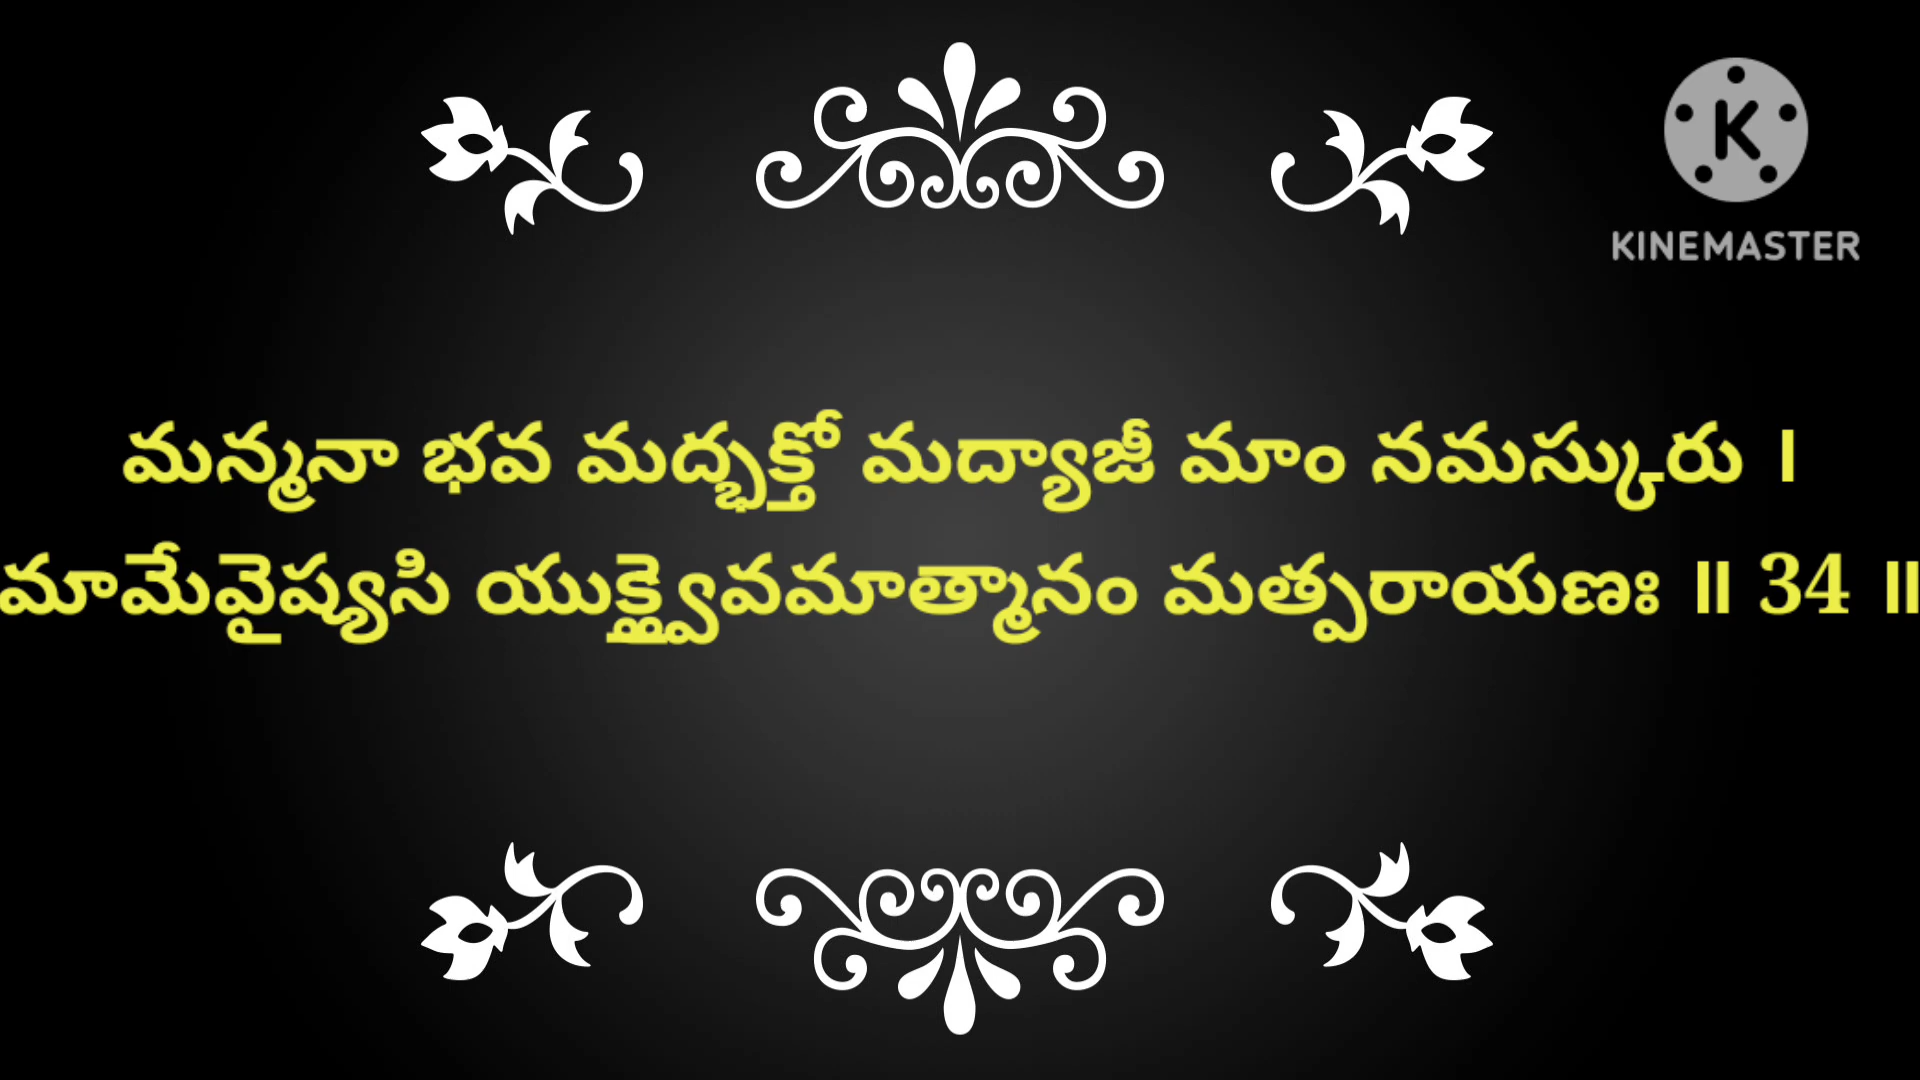 KINEMASTER
మన్మనా భవ మద్భక్తో మద్యాజీ మాం నమస్కురు ।
మామేవైష్యసి యుక్త్వైవమాత్మానం మత్పరాయణః ॥ 34 ॥